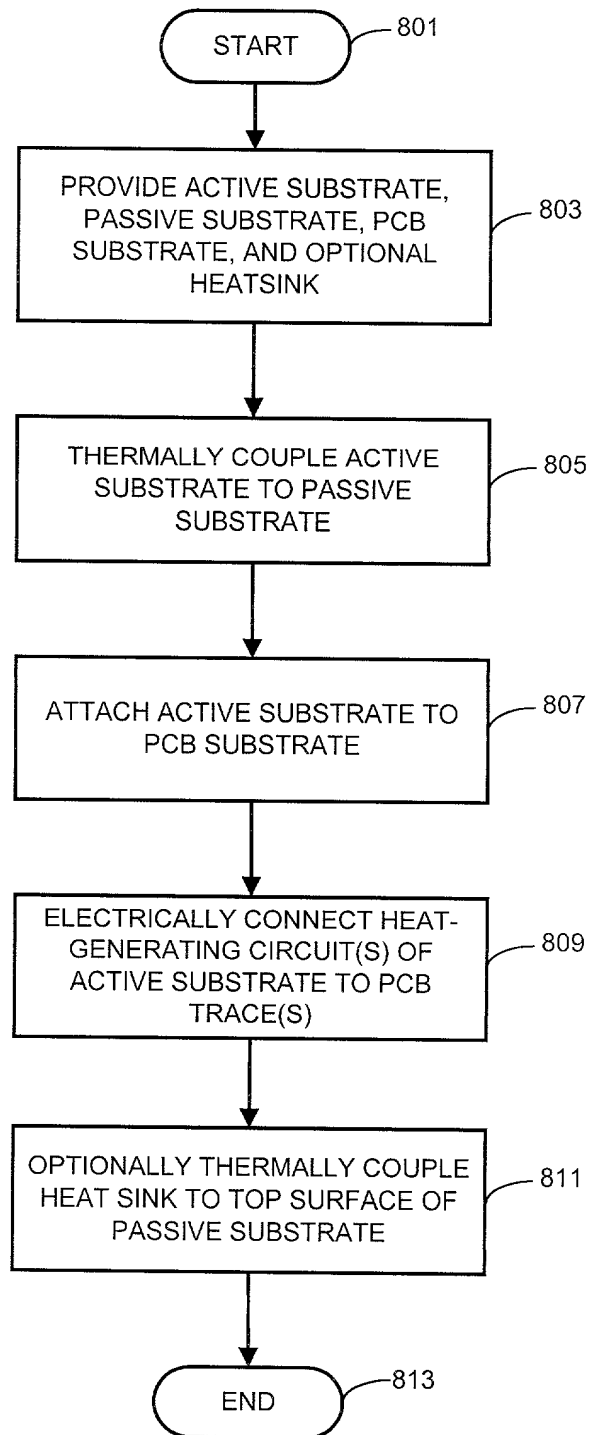 START
801
PROVIDE ACTIVE SUBSTRATE,
PASSIVE SUBSTRATE, PCB
SUBSTRATE, AND OPTIONAL
HEATSINK
803
THERMALLY COUPLE ACTIVE
SUBSTRATE TO PASSIVE
SUBSTRATE
805
ATTACH ACTIVE SUBSTRATE TO
PCB SUBSTRATE
807
ELECTRICALLY CONNECT HEAT-
GENERATING CIRCUIT(S) OF
ACTIVE SUBSTRATE TO PCB
TRACE(S)
809
OPTIONALLY THERMALLY COUPLE
HEAT SINK TO TOP SURFACE OF
PASSIVE SUBSTRATE
811
END
813